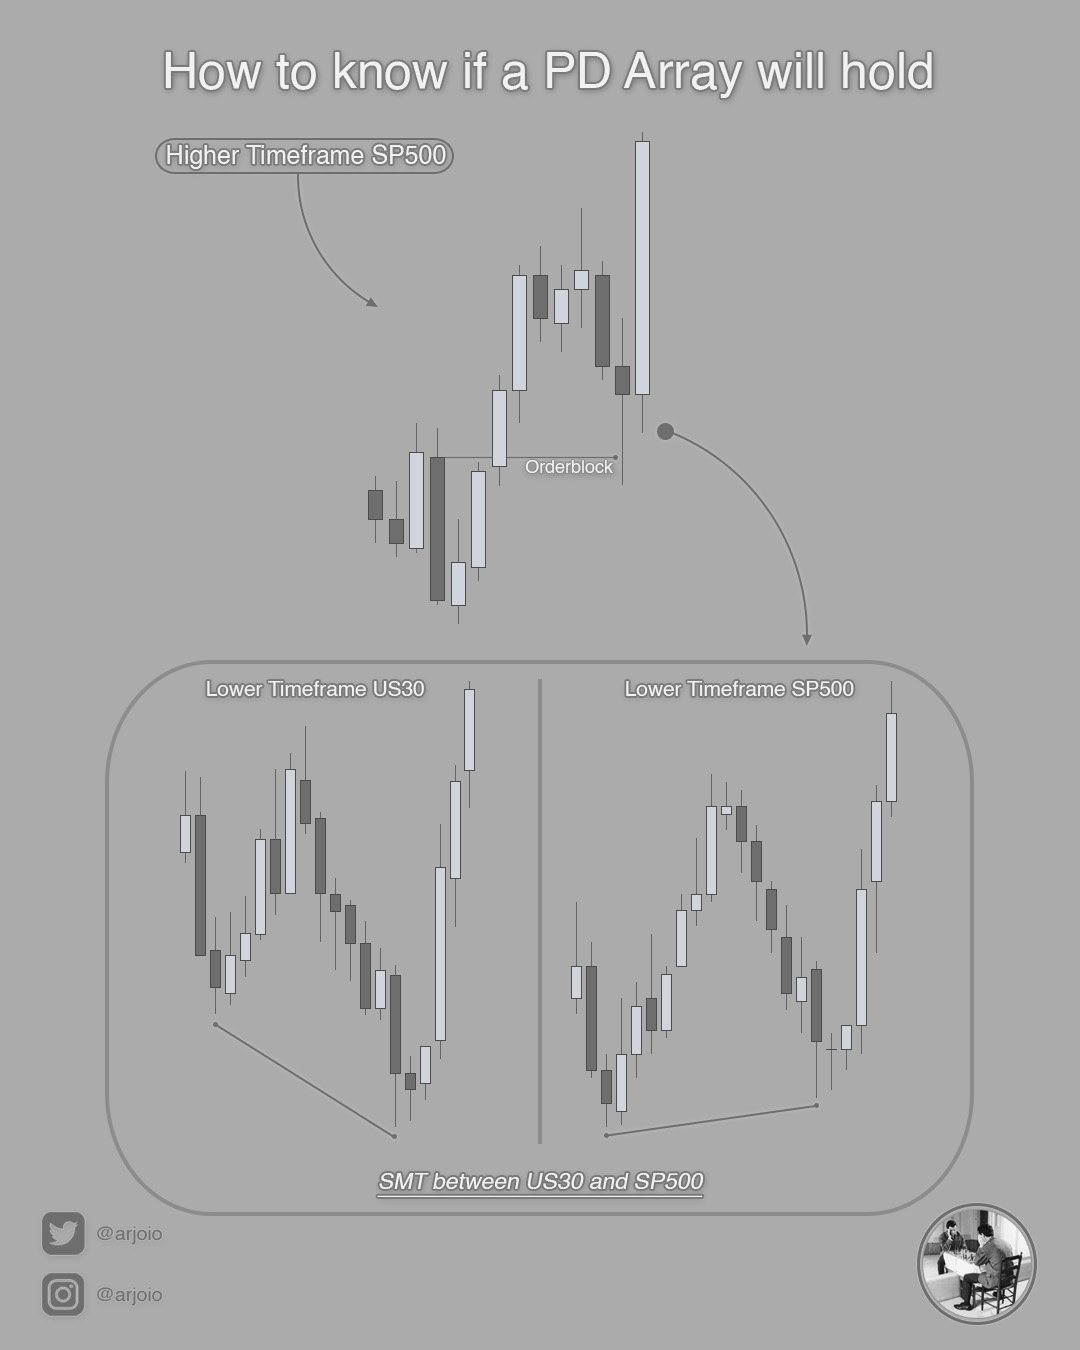 How to know if a PD Array will hold
Higher Timeframe SP500
Orderblock
Lower Timeframe US30
Lower Timeframe SP500
SMT between US30 and SP500
@arjoio
@arjoio